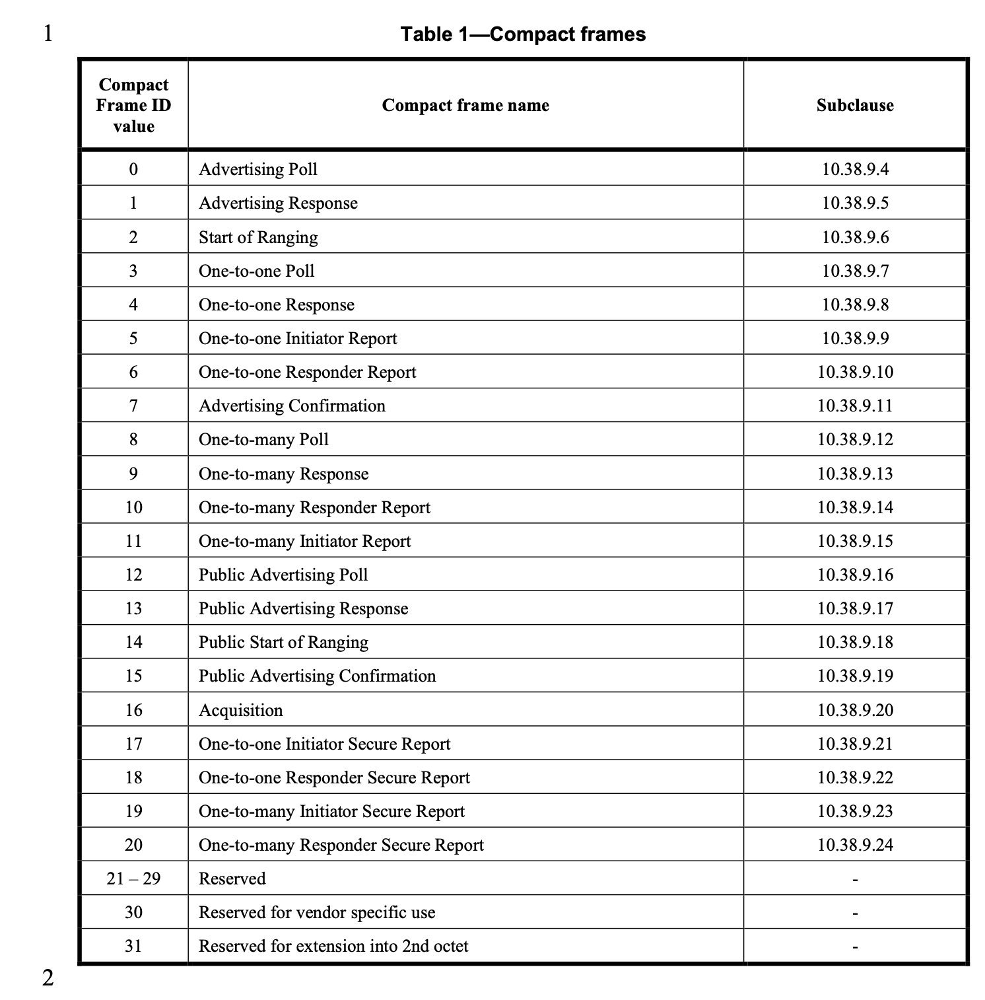 1
Table 1—Compact frames
Compact Frame ID value Compact frame name Subclause
0 Advertising Poll 10.38.9.4
1 Advertising Response 10.38.9.5
2 Start of Ranging 10.38.9.6
3 One-to-one Poll 10.38.9.7
4 One-to-one Response 10.38.9.8
5 One-to-one Initiator Report 10.38.9.9
6 One-to-one Responder Report 10.38.9.10
7 Advertising Confirmation 10.38.9.11
8 One-to-many Poll 10.38.9.12
9 One-to-many Response 10.38.9.13
10 One-to-many Responder Report 10.38.9.14
11 One-to-many Initiator Report 10.38.9.15
12 Public Advertising Poll 10.38.9.16
13 Public Advertising Response 10.38.9.17
14 Public Start of Ranging 10.38.9.18
15 Public Advertising Confirmation 10.38.9.19
16 Acquisition 10.38.9.20
17 One-to-one Initiator Secure Report 10.38.9.21
18 One-to-one Responder Secure Report 10.38.9.22
19 One-to-many Initiator Secure Report 10.38.9.23
20 One-to-many Responder Secure Report 10.38.9.24
21 – 29 Reserved -
30 Reserved for vendor specific use -
31 Reserved for extension into 2nd octet -
2